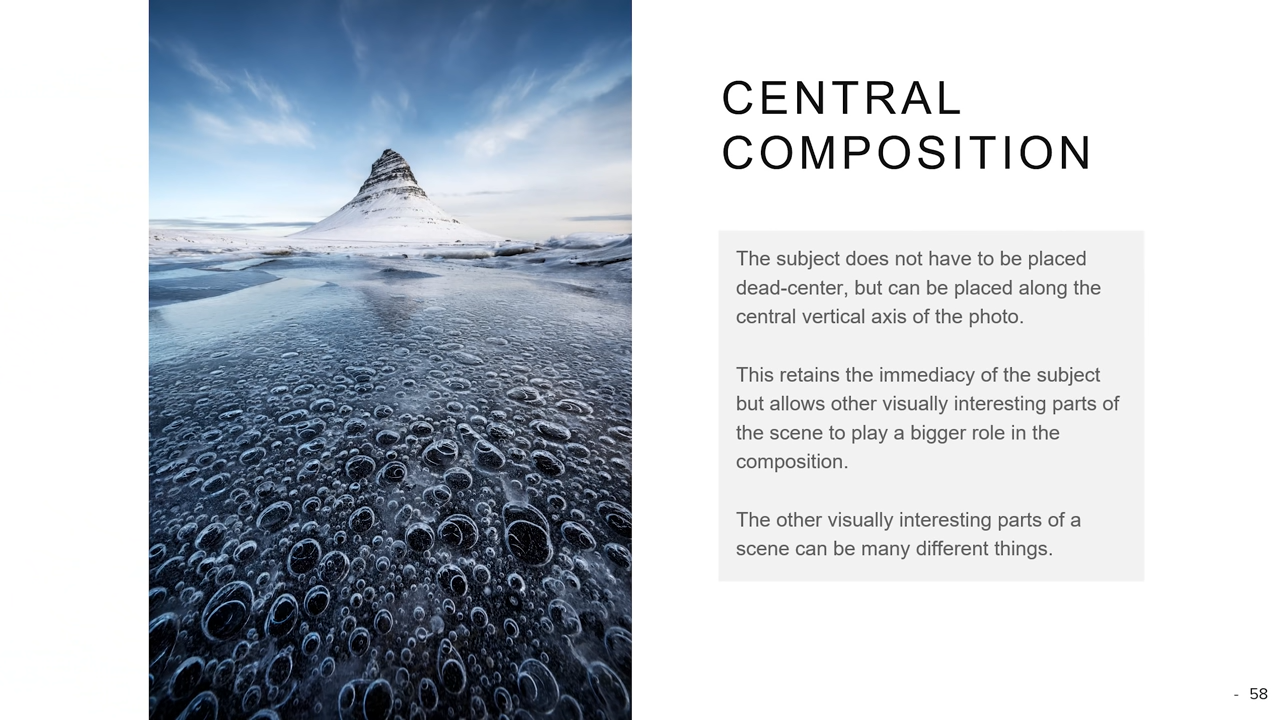 CENTRAL
COMPOSITION
The subject does not have to be placed
dead-center, but can be placed along the
central vertical axis of the photo.
This retains the immediacy of the subject
but allows other visually interesting parts of
the scene to play a bigger role in the
composition.
The other visually interesting parts of a
scene can be many different things.
- 58